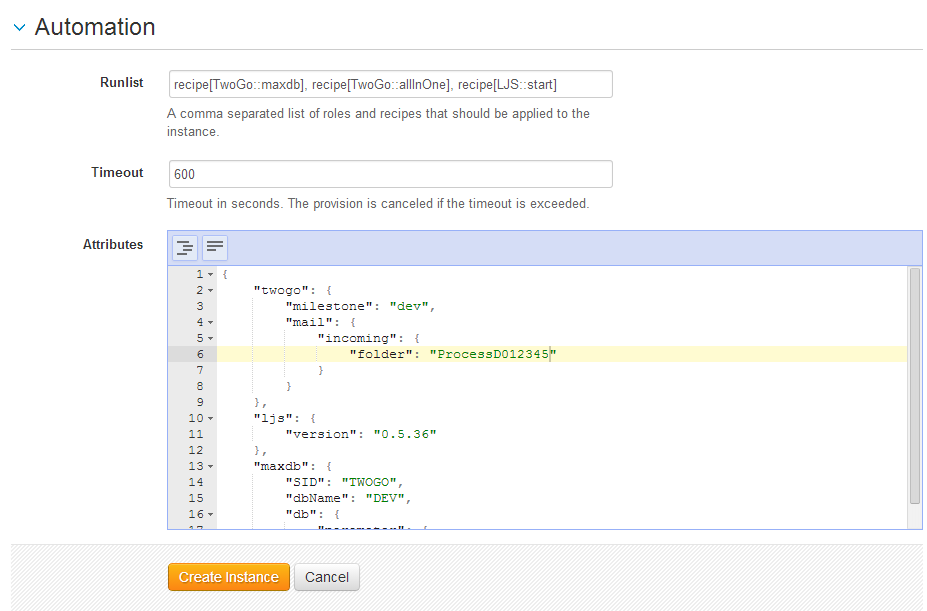 Automation
Runlist
recipe[TwoGo::maxdb], recipe[TwoGo::allInOne], recipe[LJS::start]
A comma separated list of roles and recipes that should be applied to the
instance.
Timeout
600
Timeout in seconds. The provision is canceled if the timeout is exceeded.
Attributes
1 {
2 "twogo": {
3 "milestone": "dev",
4 "mail": {
5 "incoming": {
6 "folder": "ProcessD012345"
7 }
8 }
9 },
10 "ljs": {
11 "version": "0.5.36"
12 },
13 "maxdb": {
14 "SID": "TWOGO",
15 "dbName": "DEV",
16 "db": {
17 "parameter": {
Create Instance
Cancel